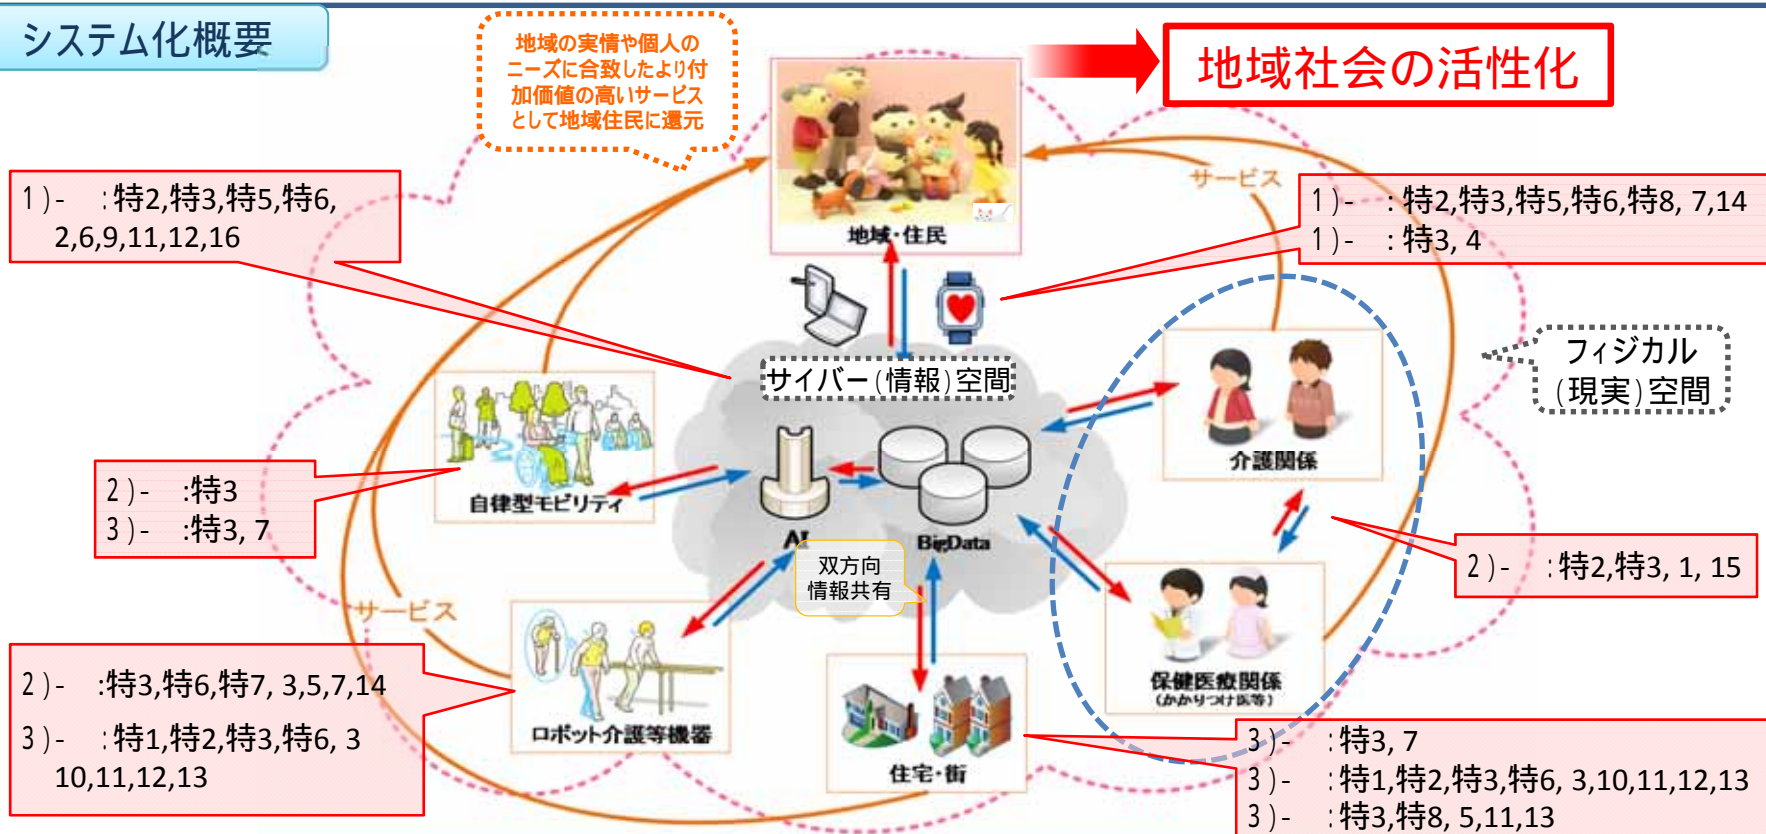 システム化概要
地域の実情や個人の
ニーズに合致したより付
加価値の高いサービス
として地域住民に還元
地域社会の活性化
1)-　:特2,特3,特5,特6,
2,6,9,11,12,16
サービス
1)-　:特2,特3,特5,特6,特8, 7,14
1)-　:特3, 4
地域・住民
サイバー(情報)空間
フィジカル
(現実)空間
介護関係
2)-　:特3
3)-　:特3, 7
自律型モビリティ
AI
BigData
双方向
情報共有
2)-　:特2,特3, 1, 15
サービス
保健医療関係
(かかりつけ医等)
2)-　:特3,特6,特7, 3,5,7,14
3)-　:特1,特2,特3,特6, 3
10,11,12,13
ロボット介護等機器
住宅・街
3)-　:特3, 7
3)-　:特1,特2,特3,特6, 3,10,11,12,13
3)-　:特3,特8, 5,11,13